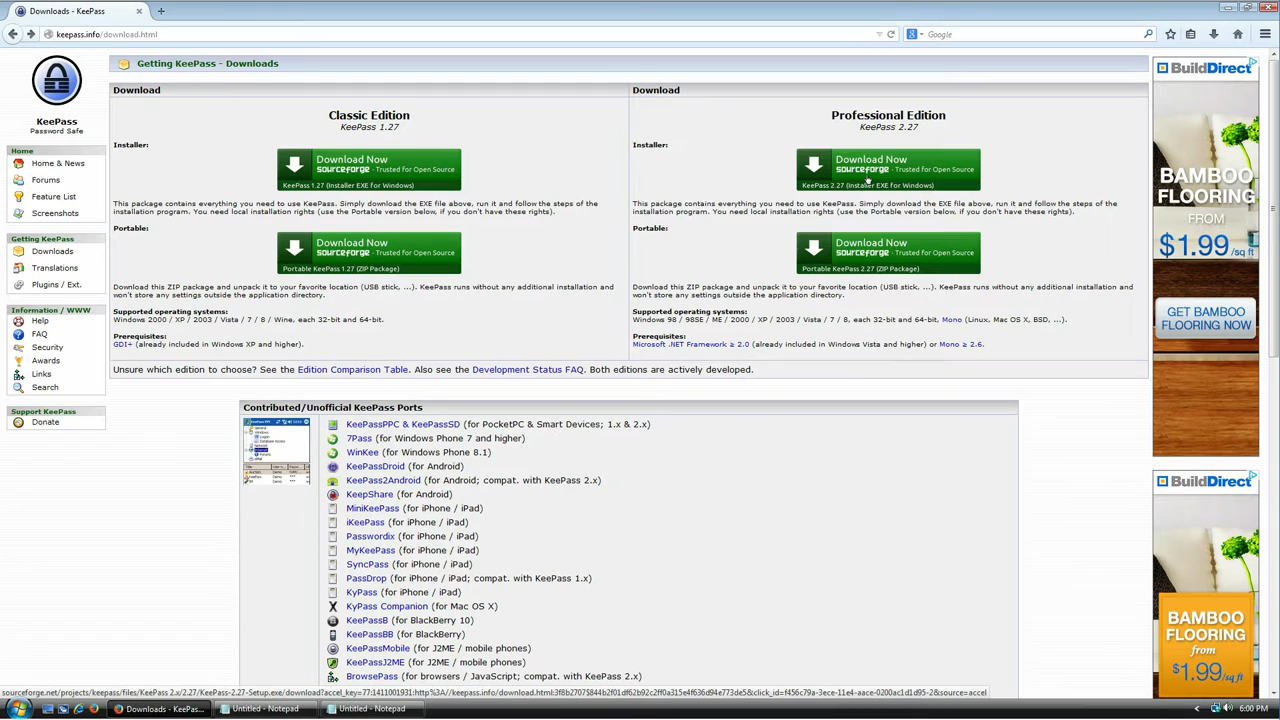 Downloads - KeePass
keepass.info/download.html
Google
KeePass
Password Safe
Home
Home & News
Forums
Feature List
Screenshots
Getting KeePass
Downloads
Translations
Plugins / Ext.
Information / WWW
Help
FAQ
Security
Awards
Links
Search
Support KeePass
Donate
Getting KeePass - Downloads
Download
Classic Edition
KeePass 1.27
Installer:
Download Now
sourceforge - Trusted for Open Source
KeePass 1.27 (Installer EXE for Windows)
This package contains everything you need to use KeePass. Simply download the EXE file above, run it and follow the steps of the
installation program. You need local installation rights (use the Portable version below, if you don't have these rights).
Portable:
Download Now
sourceforge - Trusted for Open Source
Portable KeePass 1.27 (ZIP Package)
Download this ZIP package and unpack it to your favorite location (USB stick, ...). KeePass runs without any additional installation and
won't store any settings outside the application directory.
Supported operating systems:
Windows 2000 / XP / 2003 / Vista / 7 / 8 / Wine, each 32-bit and 64-bit.
Prerequisites:
GDI+ (already included in Windows XP and higher).
Download
Professional Edition
KeePass 2.27
Installer:
Download Now
sourceforge - Trusted for Open Source
KeePass 2.27 (Installer EXE for Windows)
This package contains everything you need to use KeePass. Simply download the EXE file above, run it and follow the steps of the
installation program. You need local installation rights (use the Portable version below, if you don't have these rights).
Portable:
Download Now
sourceforge - Trusted for Open Source
Portable KeePass 2.27 (ZIP Package)
Download this ZIP package and unpack it to your favorite location (USB stick, ...). KeePass runs without any additional installation and
won't store any settings outside the application directory.
Supported operating systems:
Windows 98 / 98SE / ME / 2000 / XP / 2003 / Vista / 7 / 8, each 32-bit and 64-bit, Mono (Linux, Mac OS X, BSD, ...).
Prerequisites:
Microsoft .NET Framework ≥ 2.0 (already included in Windows Vista and higher) or Mono ≥ 2.6.
Unsure which edition to choose? See the Edition Comparison Table. Also see the Development Status FAQ. Both editions are actively developed.
Contributed/Unofficial KeePass Ports
KeePassPPC & KeePassSD (for PocketPC & Smart Devices; 1.x & 2.x)
7Pass (for Windows Phone 7 and higher)
WinKee (for Windows Phone 8.1)
KeePassDroid (for Android)
KeePass2Android (for Android; compat. with KeePass 2.x)
KeepShare (for Android)
MiniKeePass (for iPhone / iPad)
iKeePass (for iPhone / iPad)
Passwordix (for iPhone / iPad)
MyKeePass (for iPhone / iPad)
SyncPass (for iPhone / iPad)
PassDrop (for iPhone / iPad; compat. with KeePass 1.x)
KyPass (for iPhone / iPad)
KyPass Companion (for Mac OS X)
KeePassB (for BlackBerry 10)
KeePassBB (for BlackBerry)
KeePassMobile (for J2ME / mobile phones)
KeePassJ2ME (for J2ME / mobile phones)
BrowsePass (for browsers / JavaScript; compat. with KeePass 2.x)
BuildDirect
BAMBOO
FLOORING
FROM
$1.99
/sq ft
GET BAMBOO
FLOORING NOW
BuildDirect
BAMBOO
FLOORING
from
$1.99
/sq ft
Downloads - KeePas...
Untitled - Notepad
Untitled - Notepad
6:00 PM